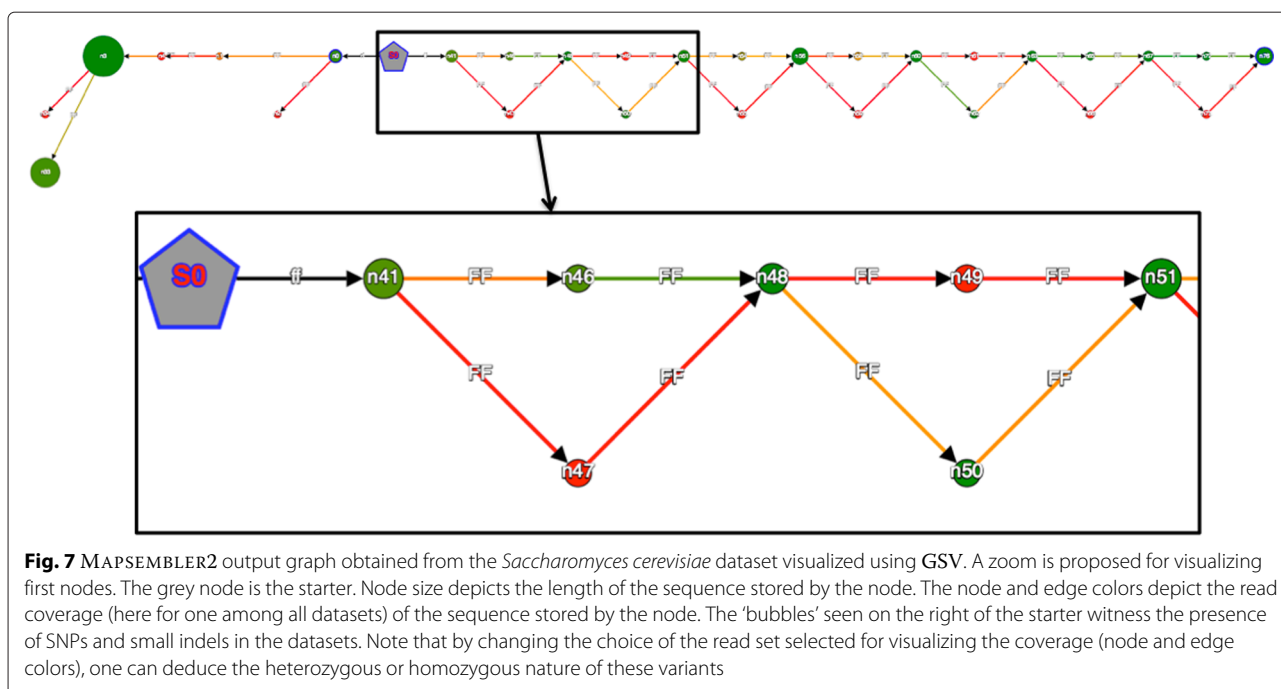 S0
S0
ff
n41
FF
n46
FF
n48
FF
n49
FF
n51
FF
FF
FF
FF
n47
n50
Fig. 7 MAPSEMBLER2 output graph obtained from the Saccharomyces cerevisiae dataset visualized using GSV. A zoom is proposed for visualizing
first nodes. The grey node is the starter. Node size depicts the length of the sequence stored by the node. The node and edge colors depict the read
coverage (here for one among all datasets) of the sequence stored by the node. The ‘bubbles’ seen on the right of the starter witness the presence
of SNPs and small indels in the datasets. Note that by changing the choice of the read set selected for visualizing the coverage (node and edge
colors), one can deduce the heterozygous or homozygous nature of these variants